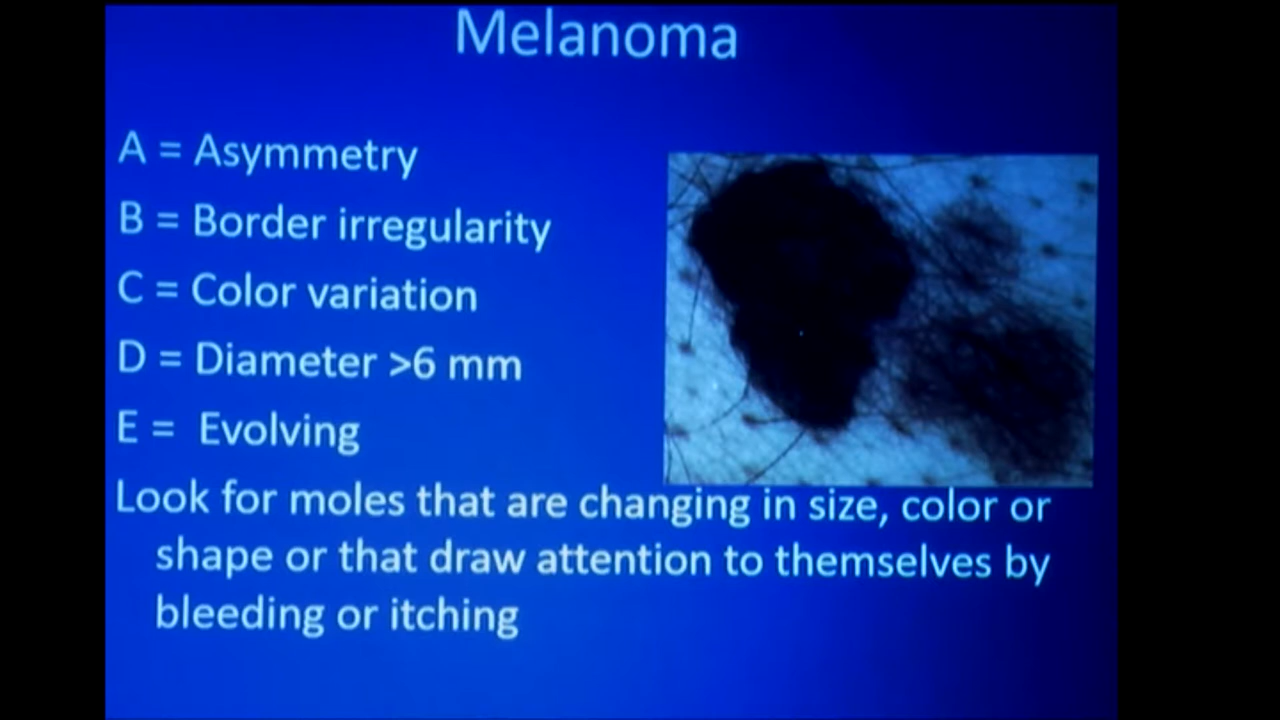 Melanoma
A = Asymmetry
B = Border irregularity
C = Color variation
D = Diameter >6 mm
E = Evolving
Look for moles that are changing in size, color or
shape or that draw attention to themselves by
bleeding or itching